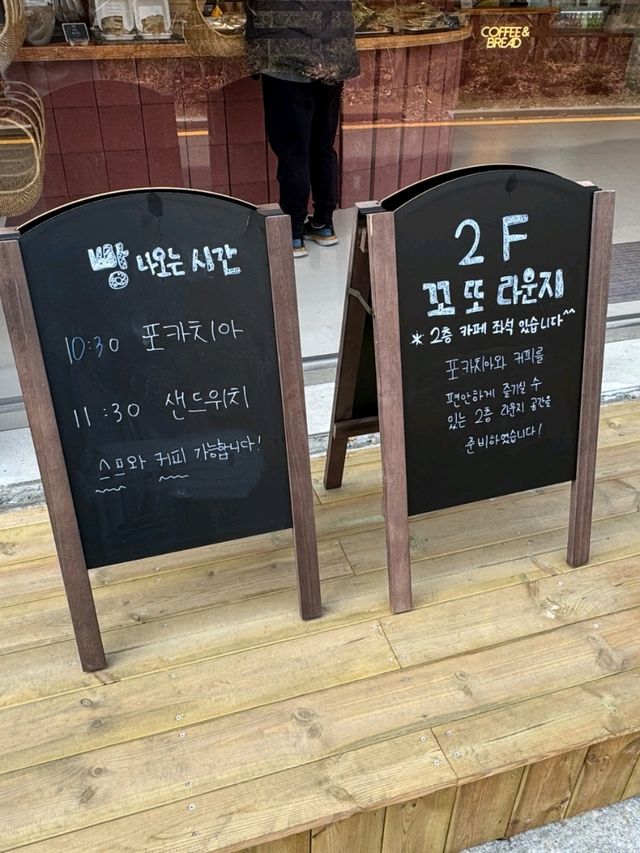 COFFEE&
BREAD
빵 나오는 시간
10:30 포카치아
11:30 샌드위치
스프와 커피 가능합니다!
2F
꼬또 라운지
* 2층 카페 좌석 있습니다^^
포카치아와 커피를
편안하게 즐기실 수
있는 2층 라운지 공간을
준비하였습니다!